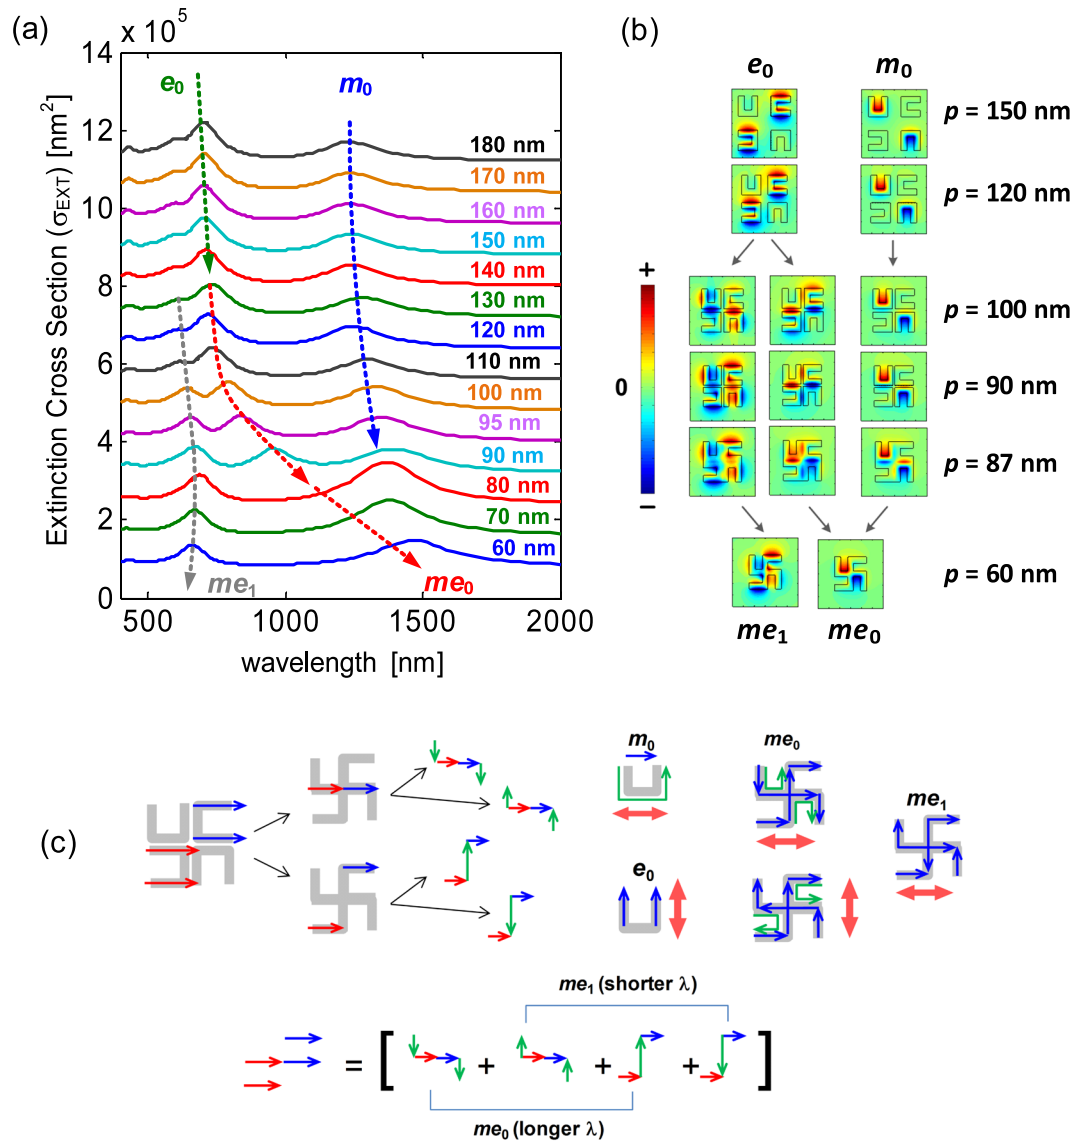 (a)
x 10⁵
Extinction Cross Section (σEXT) [nm²]
14
12
10
8
6
4
2
0
e₀
m₀
180 nm
170 nm
160 nm
150 nm
140 nm
130 nm
120 nm
110 nm
100 nm
95 nm
90 nm
80 nm
70 nm
60 nm
me₁
me₀
500 1000 1500 2000
wavelength [nm]
(b)
e₀ m₀
p = 150 nm
p = 120 nm
+
0
−
p = 100 nm
p = 90 nm
p = 87 nm
p = 60 nm
me₁ me₀
(c)
m₀
me₀
me₁
e₀
me₁ (shorter λ)
= [ + + + ]
me₀ (longer λ)